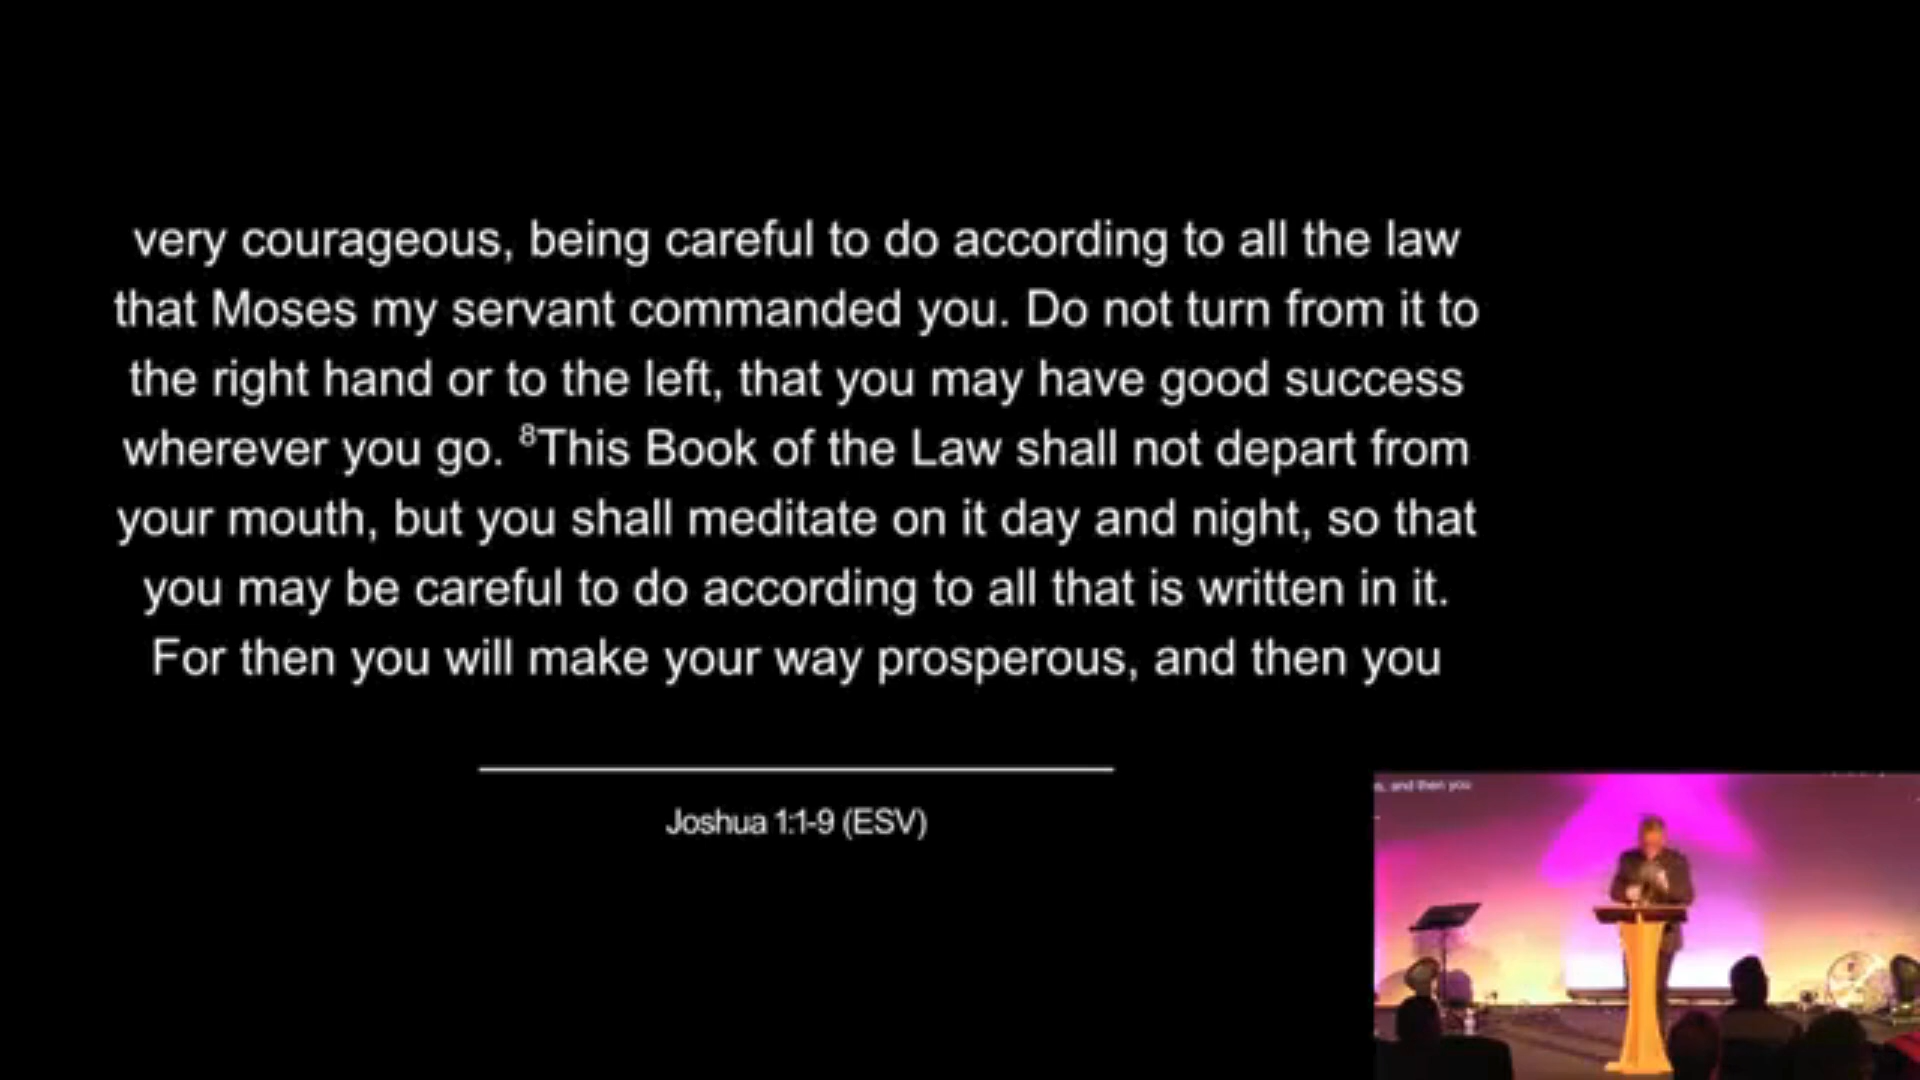 very courageous, being careful to do according to all the law
that Moses my servant commanded you. Do not turn from it to
the right hand or to the left, that you may have good success
wherever you go. ⁸This Book of the Law shall not depart from
your mouth, but you shall meditate on it day and night, so that
you may be careful to do according to all that is written in it.
For then you will make your way prosperous, and then you
Joshua 1:1-9 (ESV)
and then you